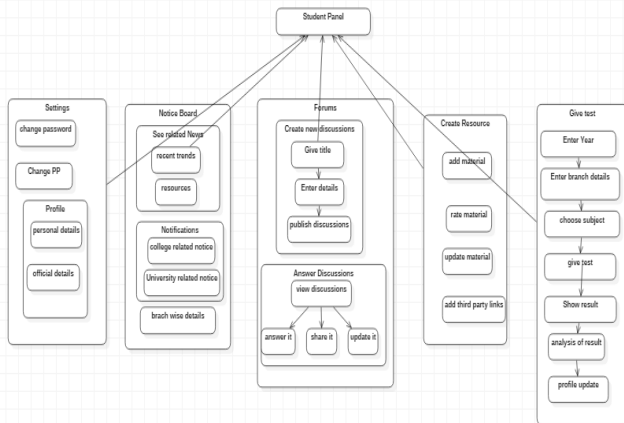 Student Panel
Settings
change password
Change PP
Profile
personal details
official details
Notice Board
See related News
recent trends
resources
Notifications
college related notice
University related notice
brach wise details
Forums
Create new discussions
Give title
Enter details
publish discussions
Answer Discussions
view discussions
answer it
share it
update it
Create Resource
add material
rate material
update material
add third party links
Give test
Enter Year
Enter branch details
choose subject
give test
Show result
analysis of result
profile update